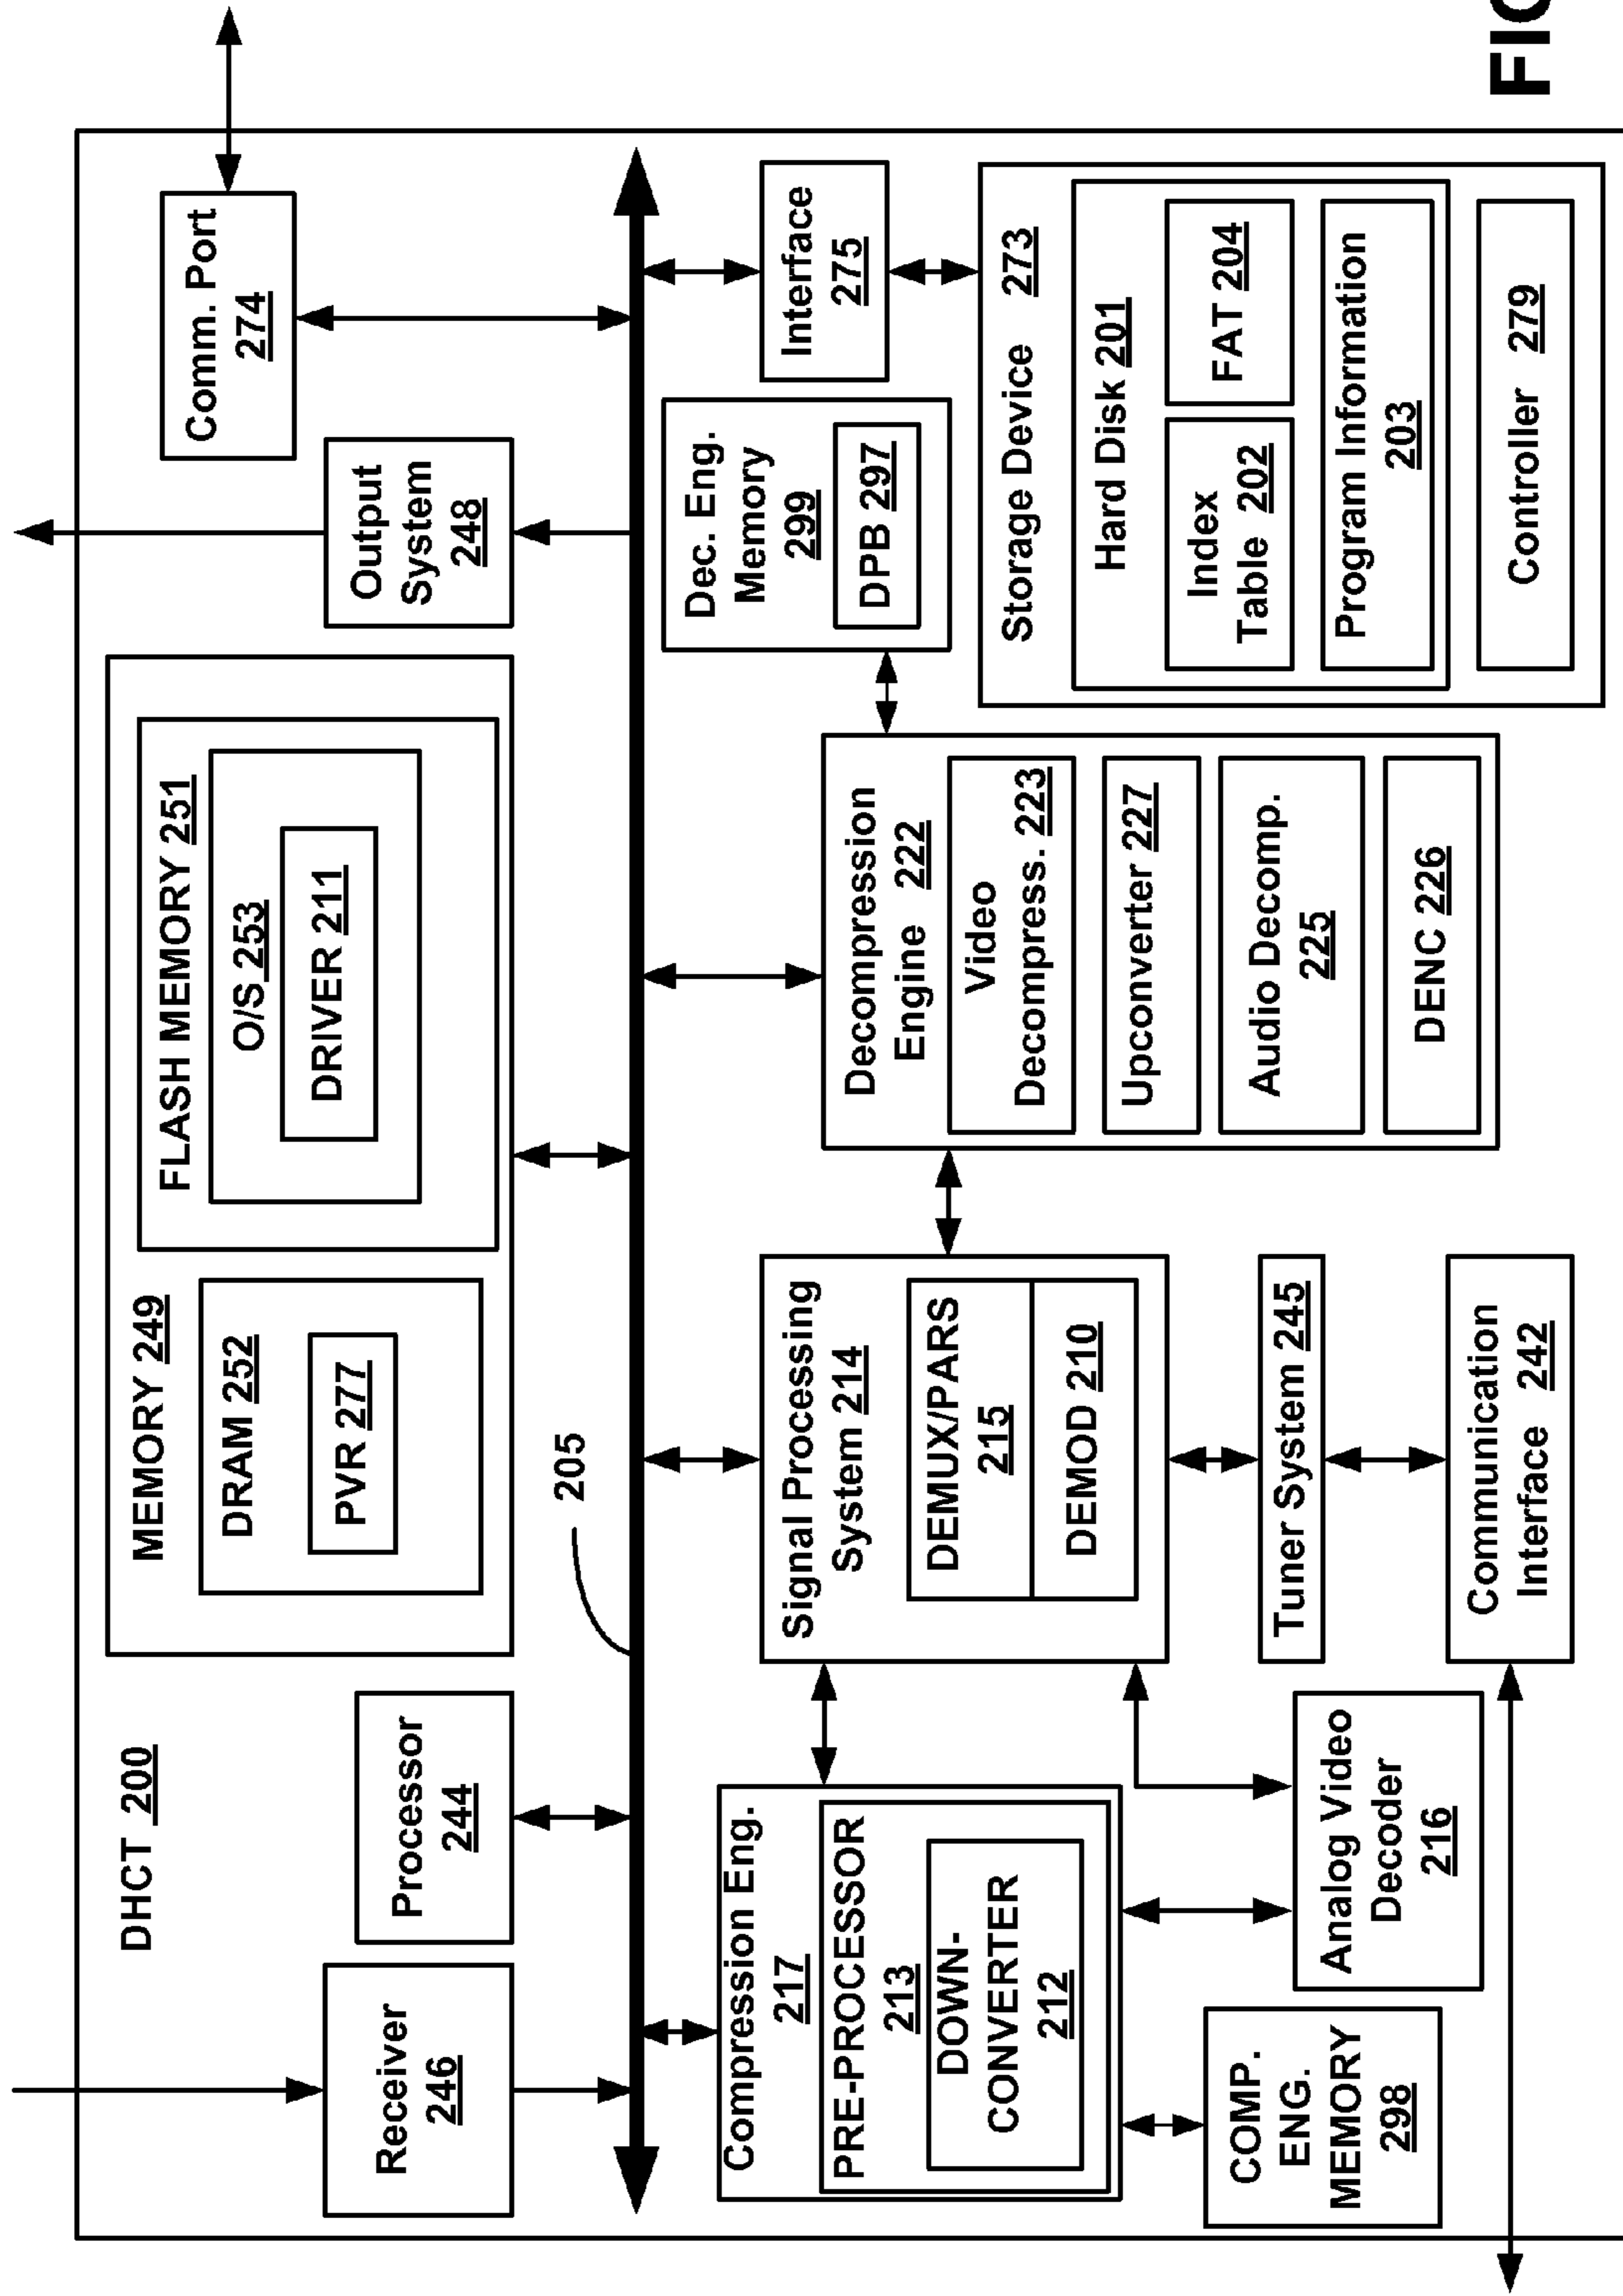 DHCT 200
Receiver
246
Processor
244
MEMORY 249
DRAM 252
PVR 277
FLASH MEMORY 251
O/S 253
DRIVER 211
Output
System
248
Comm. Port
274
205
Compression Eng.
217
PRE-PROCESSOR
213
DOWN-
CONVERTER
212
COMP.
ENG.
MEMORY
298
Analog Video
Decoder
216
Signal Processing
System 214
DEMUX/PARS
215
DEMOD 210
Tuner System 245
Communication
Interface 242
Decompression
Engine 222
Video
Decompress. 223
Upconverter 227
Audio Decomp.
225
DENC 226
Dec. Eng.
Memory
299
DPB 297
Interface
275
Storage Device 273
Hard Disk 201
Index
Table 202
FAT 204
Program Information
203
Controller 279